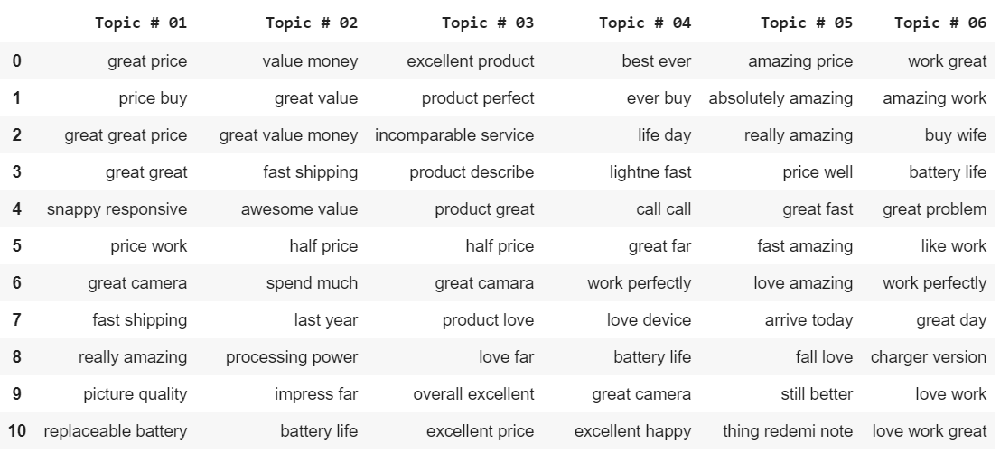 Topic # 01 Topic # 02 Topic # 03 Topic # 04 Topic # 05 Topic # 06
0 great price value money excellent product best ever amazing price work great
1 price buy great value product perfect ever buy absolutely amazing amazing work
2 great great price great value money incomparable service life day really amazing buy wife
3 great great fast shipping product describe lightne fast price well battery life
4 snappy responsive awesome value product great call call great fast great problem
5 price work half price half price great far fast amazing like work
6 great camera spend much great camara work perfectly love amazing work perfectly
7 fast shipping last year product love love device arrive today great day
8 really amazing processing power love far battery life fall love charger version
9 picture quality impress far overall excellent great camera still better love work
10 replaceable battery battery life excellent price excellent happy thing redemi note love work great